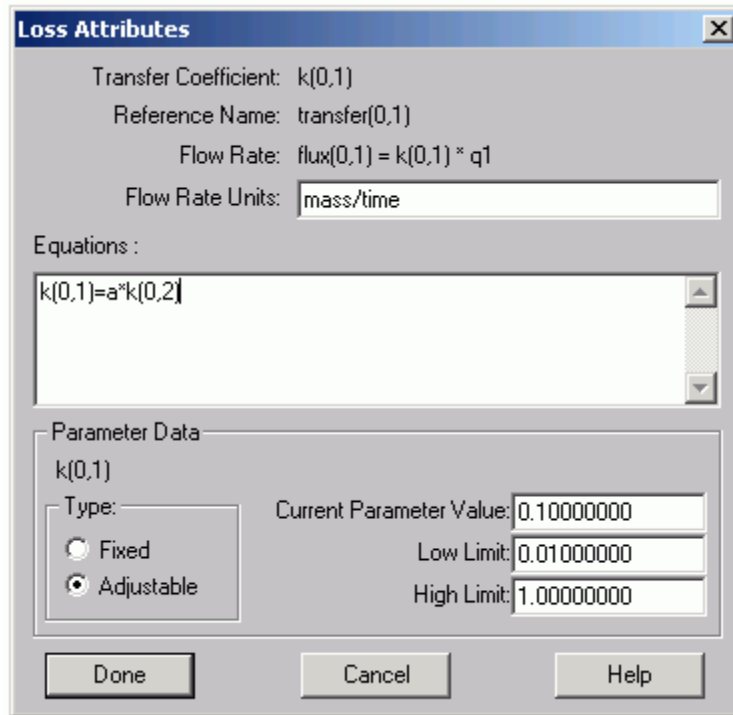 Loss Attributes
Transfer Coefficient: k(0,1)
Reference Name: transfer(0,1)
Flow Rate: flux(0,1) = k(0,1) * q1
Flow Rate Units: mass/time
Equations :
k(0,1)=a*k(0,2)
Parameter Data
k(0,1)
Type:
Current Parameter Value: 0.10000000
Fixed
Low Limit: 0.01000000
Adjustable
High Limit: 1.00000000
Done Cancel Help